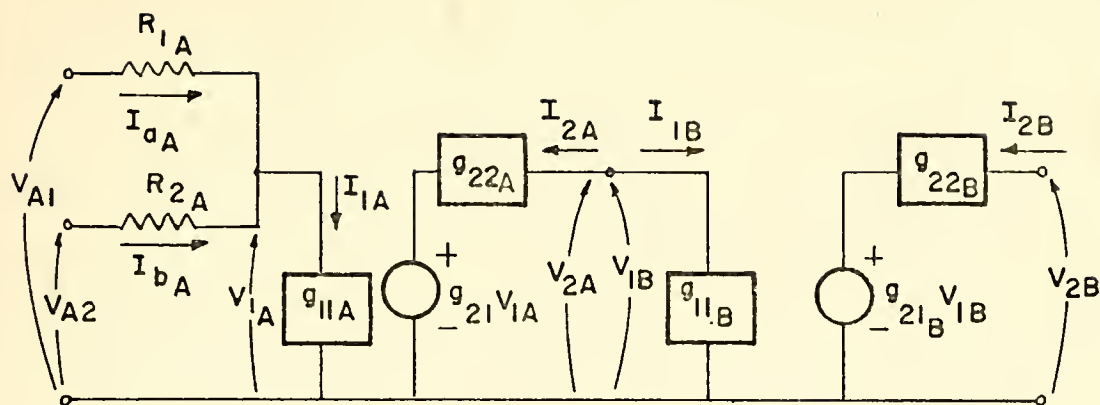 R1A
IaA
VA1
R2A
IbA
VA2
V1A
I1A
g11A
g22A
+
g21V1A
-
I2A
I1B
V2A
V1B
g11.B
g22B
I2B
+
g21BV1B
-
V2B